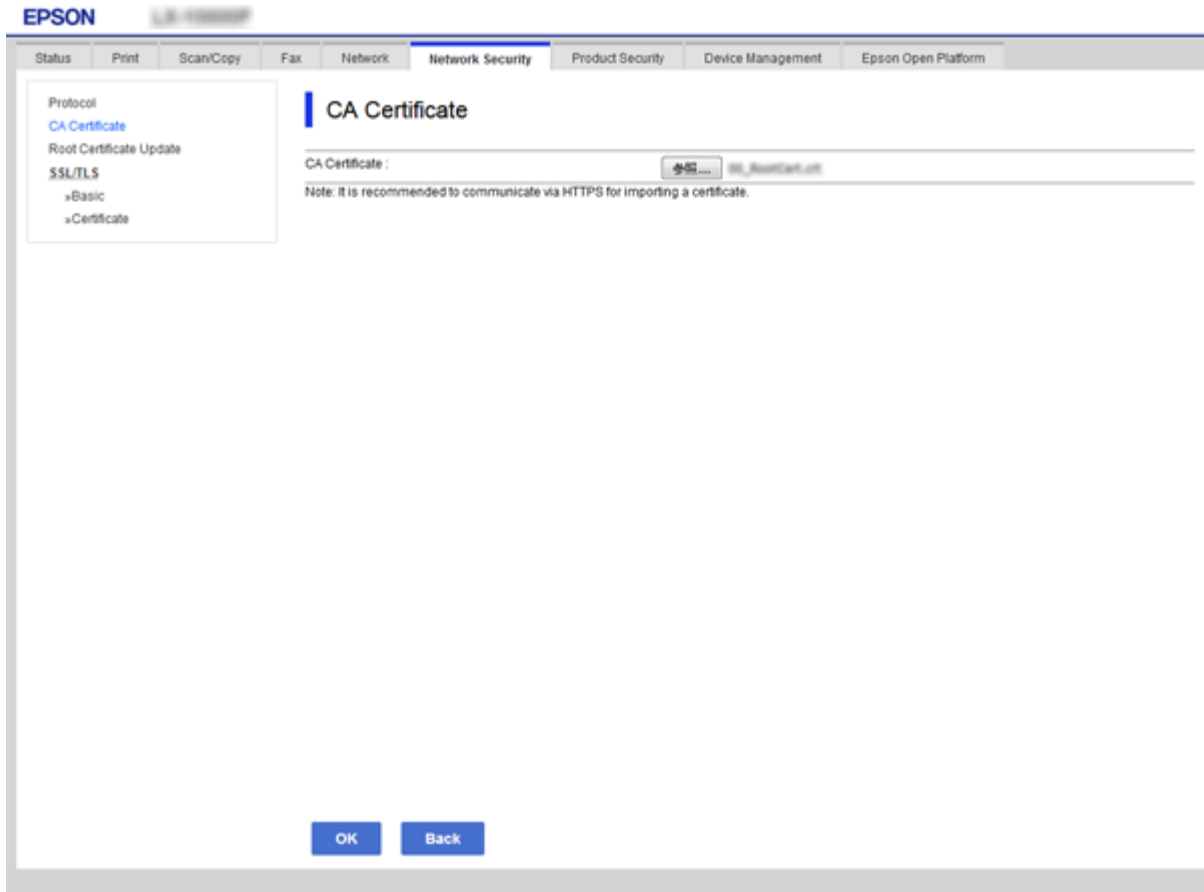 EPSON
Status Print Scan/Copy Fax Network Network Security Product Security Device Management Epson Open Platform
Protocol
CA Certificate
Root Certificate Update
SSL/TLS
»Basic
»Certificate
CA Certificate
CA Certificate :
参照...
Note: It is recommended to communicate via HTTPS for importing a certificate.
OK Back